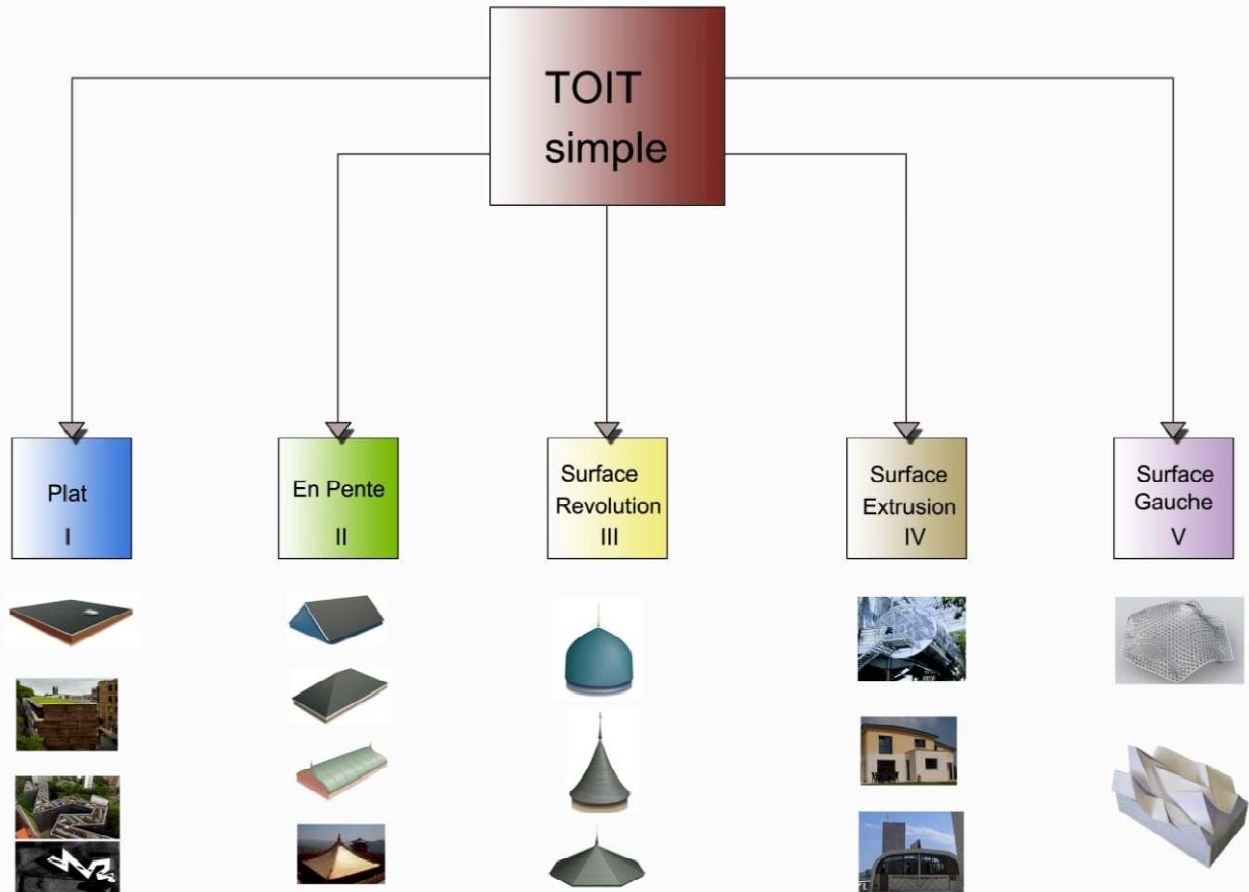 TOIT
simple
Plat
I
En Pente
II
Surface
Revolution
III
Surface
Extrusion
IV
Surface
Gauche
V